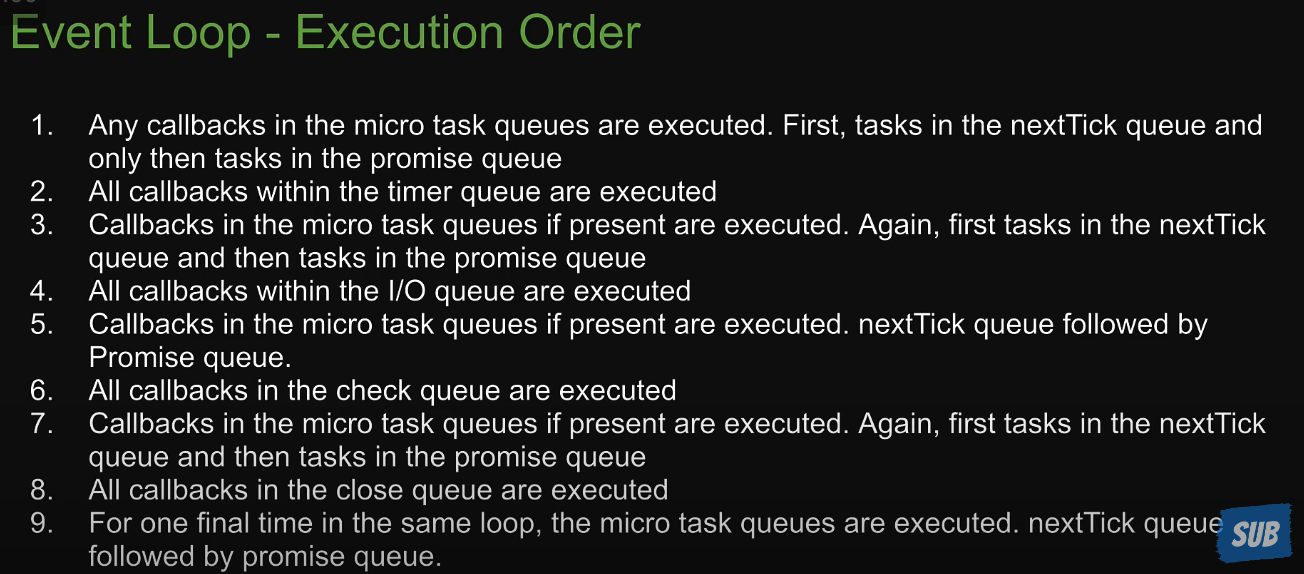 Event Loop - Execution Order
1. Any callbacks in the micro task queues are executed. First, tasks in the nextTick queue and
only then tasks in the promise queue
2. All callbacks within the timer queue are executed
3. Callbacks in the micro task queues if present are executed. Again, first tasks in the nextTick
queue and then tasks in the promise queue
4. All callbacks within the I/O queue are executed
5. Callbacks in the micro task queues if present are executed. nextTick queue followed by
Promise queue.
6. All callbacks in the check queue are executed
7. Callbacks in the micro task queues if present are executed. Again, first tasks in the nextTick
queue and then tasks in the promise queue
8. All callbacks in the close queue are executed
9. For one final time in the same loop, the micro task queues are executed. nextTick queue
followed by promise queue.
SUB